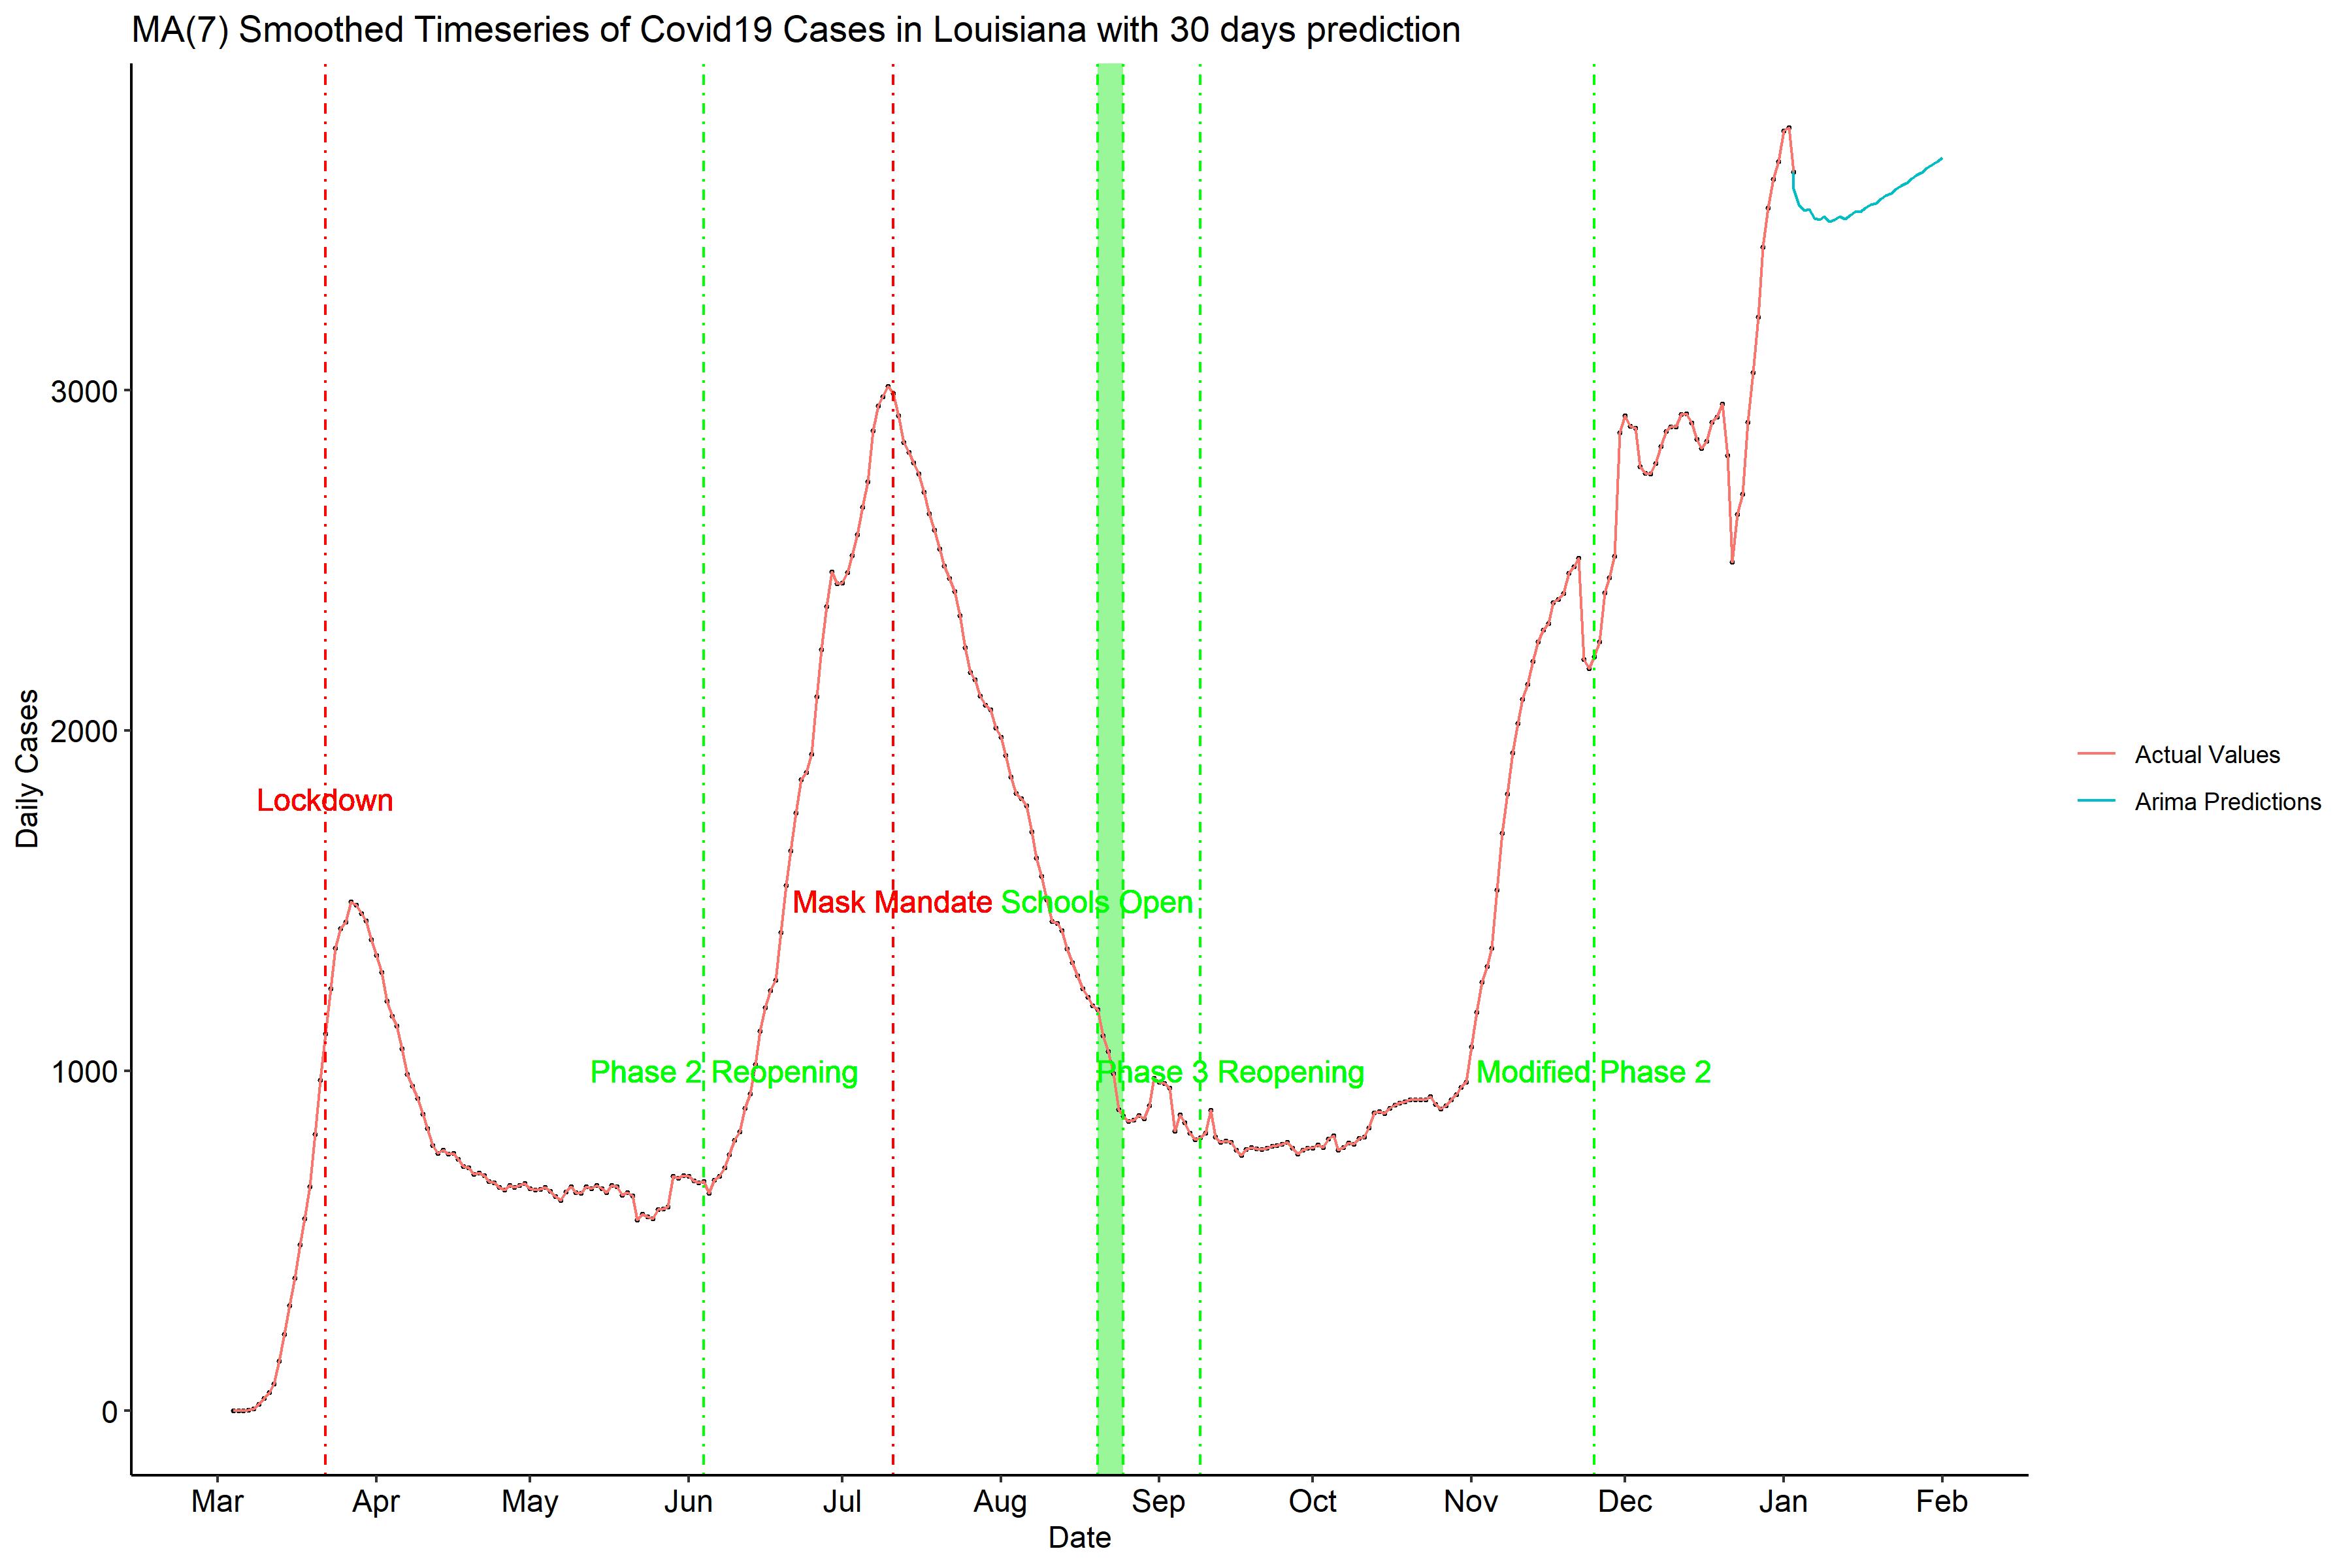 MA(7) Smoothed Timeseries of Covid19 Cases in Louisiana with 30 days prediction
3000
2000
1000
0
Daily Cases
Lockdown
Mask Mandate
Schools Open
Phase 2 Reopening
Phase 3 Reopening
Modified Phase 2
Actual Values
Arima Predictions
Mar Apr May Jun Jul Aug Sep Oct Nov Dec Jan Feb
Date